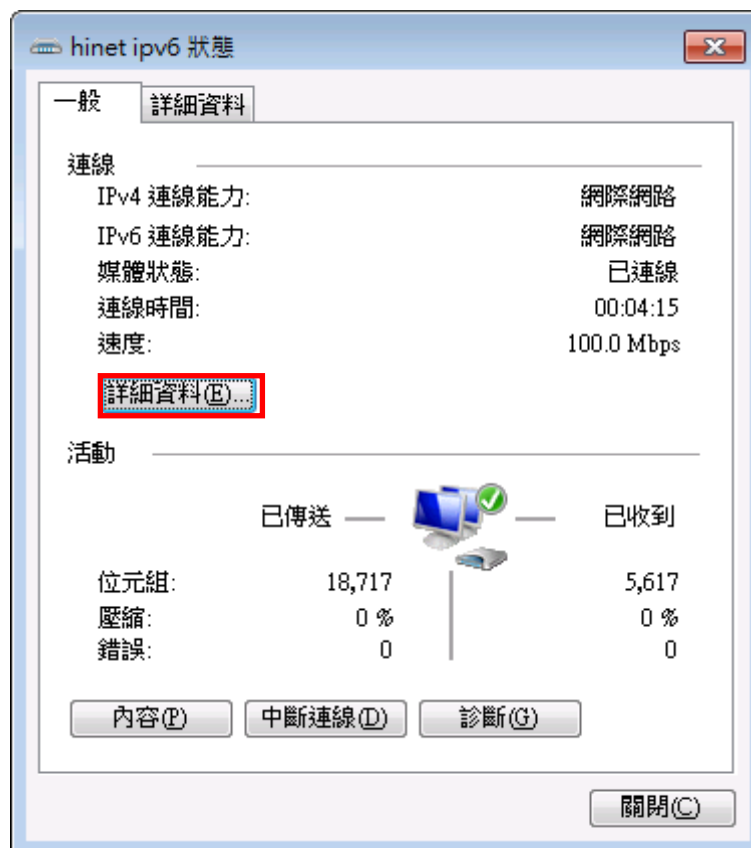 hinet ipv6 狀態
一般 詳細資料
連線
IPv4 連線能力: 網際網路
IPv6 連線能力: 網際網路
媒體狀態: 已連線
連線時間: 00:04:15
速度: 100.0 Mbps
詳細資料(E)...
活動
已傳送 已收到
位元組: 18,717 5,617
壓縮: 0 % 0 %
錯誤: 0 0
內容(P) 中斷連線(D) 診斷(G)
關閉(C)